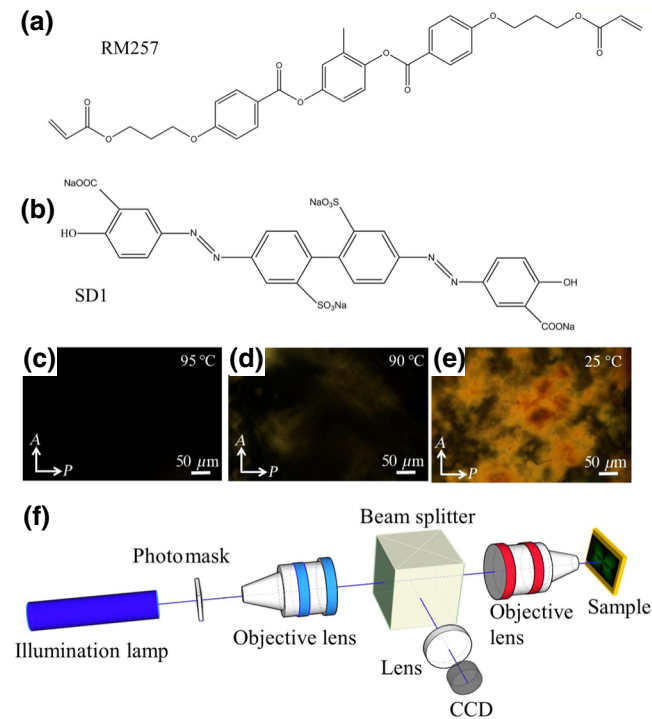 (a)
RM257
O
O
O
O
O
O
O
O
O
O
(b)
NaOOC
HO
N
N
NaO₃S
SO₃Na
N
N
OH
COONa
SD1
(c)
95 ℃
A
P
50 µm
(d)
90 ℃
A
P
50 µm
(e)
25 ℃
A
P
50 µm
(f)
Beam splitter
Photomask
Illumination lamp
Objective lens
Objective
lens
Sample
Lens
CCD